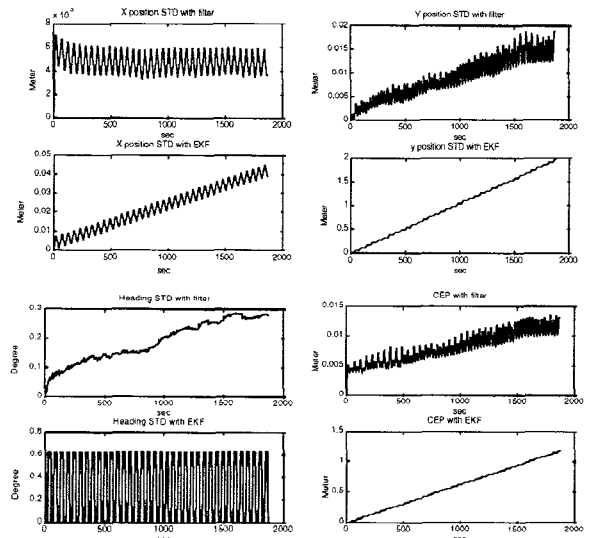 X position STD with filter
8 x 10^-3
6
4
2
0
Meter
0 500 1000 1500 2000
sec
Y position STD with filter
0.02
0.015
0.01
0.005
0
Meter
0 500 1000 1500 2000
sec
X position STD with EKF
0.05
0.04
0.03
0.02
0.01
0
Meter
0 500 1000 1500 2000
sec
y position STD with EKF
2
1.5
1
0.5
0
Meter
0 500 1000 1500 2000
sec
Heading STD with filter
0.3
0.2
0.1
0
Degree
0 500 1000 1500 2000
sec
CEP with filter
0.015
0.01
0.005
0
Meter
0 500 1000 1500 2000
sec
Heading STD with EKF
0.8
0.6
0.4
0.2
0
Degree
0 500 1000 1500 2000
CEP with EKF
1.5
1
0.5
0
Meter
0 500 1000 1500 2000